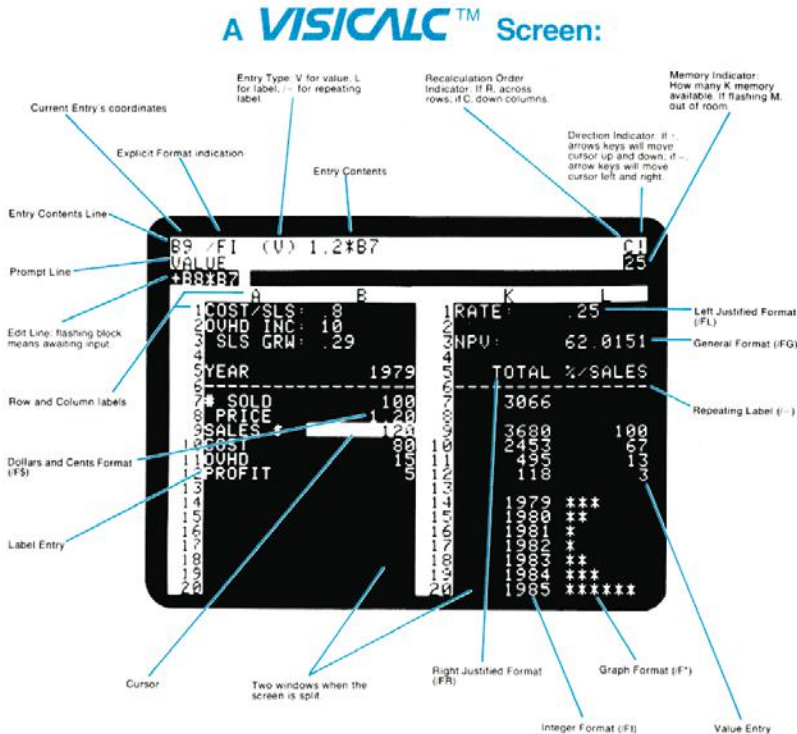 A VISICALC™ Screen:
Current Entry's coordinates
Explicit Format indication
Entry Type: V for value, L
for label, /– for repeating
label.
Entry Contents
Recalculation Order
Indicator: If R, across
rows; if C, down columns.
Memory Indicator:
How many K memory
available. If flashing M,
out of room
Direction Indicator: If !,
arrows keys will move
cursor up and down; if –,
arrow keys will move
cursor left and right.
Entry Contents Line
Prompt Line
Edit Line: flashing block
means awaiting input.
Row and Column labels
Dollars and Cents Format
(/F$)
Label Entry
B9 /FI (V) 1.2*B7 C!
VALUE 25
+B8*B7
A B
1 COST/SLS: .8
2 OVHD INC: 10
3 SLS GRW: .29
4
5 YEAR 1979
6 --------------------
7 # SOLD 100
8 PRICE 1.20
9 SALES $ 120
10 COST 80
11 OVHD 15
12 PROFIT 5
13
14
15
16
17
18
19
20
K L
1 RATE: .25
2
3 NPV: 62.0151
4
5 TOTAL %/SALES
6 ------------------
7 3066
8
9 3680 100
10 2453 67
11 495 13
12 118 3
13
14 1979 ***
15 1980 **
16 1981 *
17 1982 *
18 1983 **
19 1984 ***
20 1985 ******
Left Justified Format
(/FL)
General Format (/FG)
Repeating Label (/–)
Cursor
Two windows when the
screen is split.
Right Justified Format
(/FR)
Integer Format (/FI)
Graph Format (/F*)
Value Entry